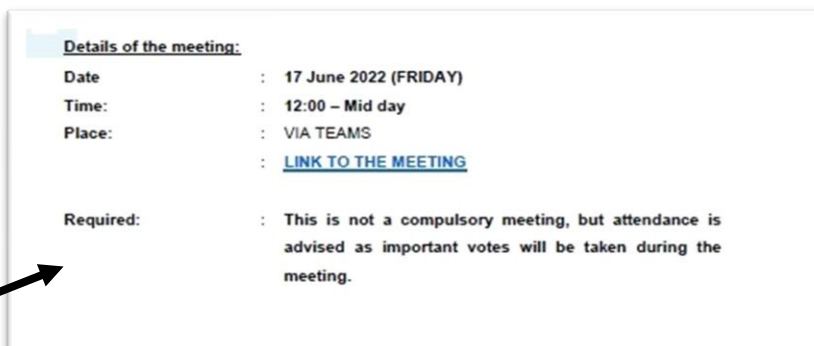 Details of the meeting:
Date : 17 June 2022 (FRIDAY)
Time: : 12:00 – Mid day
Place: : VIA TEAMS
: LINK TO THE MEETING
Required: : This is not a compulsory meeting, but attendance is
advised as important votes will be taken during the
meeting.